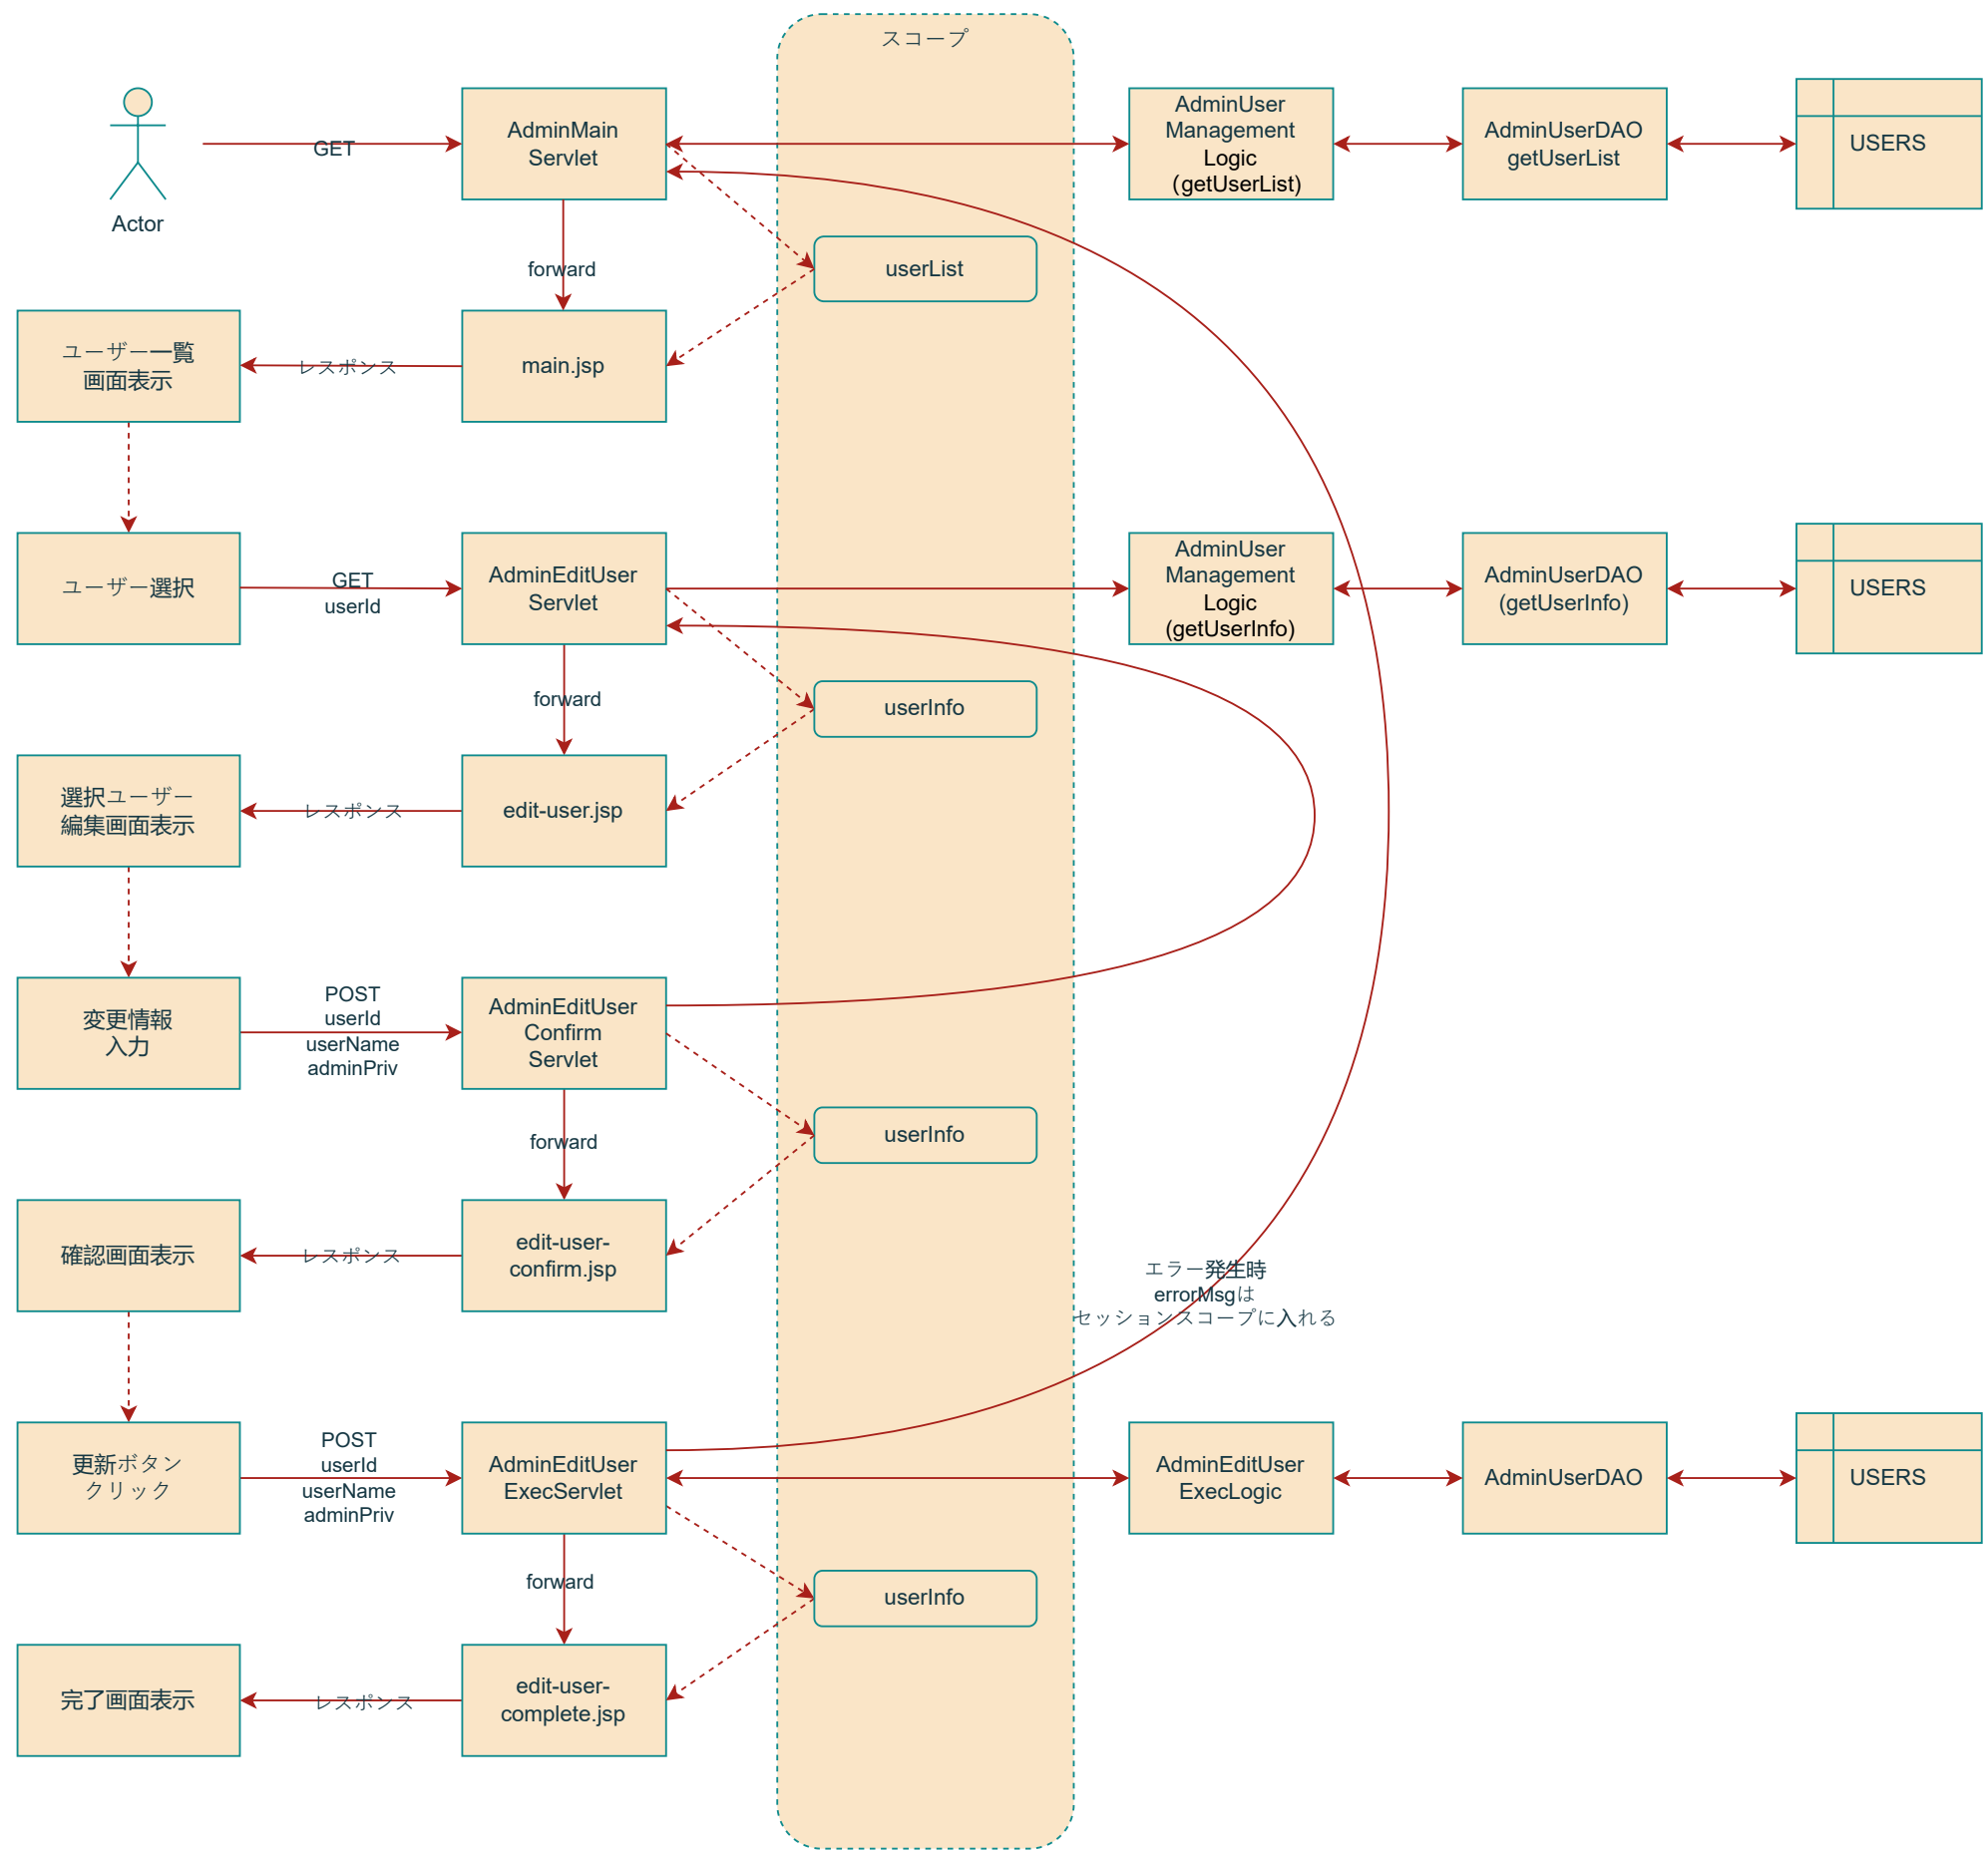 スコープ
Actor
GET
AdminMain
Servlet
AdminUser
Management
Logic
(getUserList)
AdminUserDAO
getUserList
USERS
forward
userList
ユーザー一覧
画面表示
レスポンス
main.jsp
ユーザー選択
GET
userId
AdminEditUser
Servlet
AdminUser
Management
Logic
(getUserInfo)
AdminUserDAO
(getUserInfo)
USERS
forward
userInfo
選択ユーザー
編集画面表示
レスポンス
edit-user.jsp
変更情報
入力
POST
userId
userName
adminPriv
AdminEditUser
Confirm
Servlet
forward
userInfo
確認画面表示
レスポンス
edit-user-
confirm.jsp
エラー発生時
errorMsgは
セッションスコープに入れる
更新ボタン
クリック
POST
userId
userName
adminPriv
AdminEditUser
ExecServlet
AdminEditUser
ExecLogic
AdminUserDAO
USERS
forward
userInfo
完了画面表示
レスポンス
edit-user-
complete.jsp